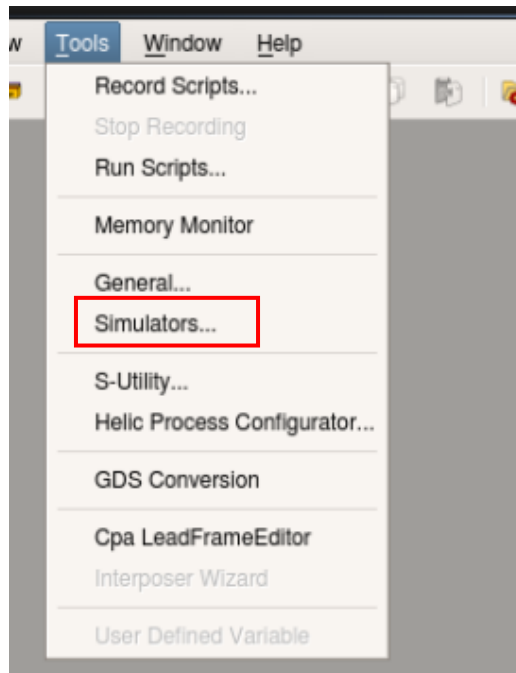 w Tools Window Help
Record Scripts...
Stop Recording
Run Scripts...
Memory Monitor
General...
Simulators...
S-Utility...
Helic Process Configurator...
GDS Conversion
Cpa LeadFrameEditor
Interposer Wizard
User Defined Variable